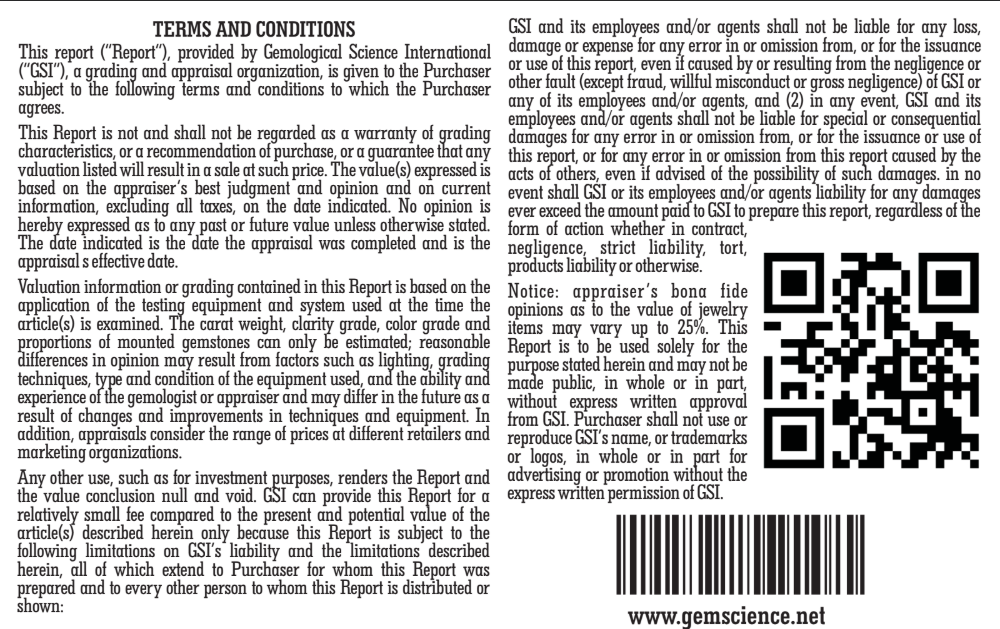 TERMS AND CONDITIONS
This report ("Report"), provided by Gemological Science International
("GSI"), a grading and appraisal organization, is given to the Purchaser
subject to the following terms and conditions to which the Purchaser
agrees.
This Report is not and shall not be regarded as a warranty of grading
characteristics, or a recommendation of purchase, or a guarantee that any
valuation listed will result in a sale at such price. The value(s) expressed is
based on the appraiser's best judgment and opinion and on current
information, excluding all taxes, on the date indicated. No opinion is
hereby expressed as to any past or future value unless otherwise stated.
The date indicated is the date the appraisal was completed and is the
appraisal s effective date.
Valuation information or grading contained in this Report is based on the
application of the testing equipment and system used at the time the
article(s) is examined. The carat weight, clarity grade, color grade and
proportions of mounted gemstones can only be estimated; reasonable
differences in opinion may result from factors such as lighting, grading
techniques, type and condition of the equipment used, and the ability and
experience of the gemologist or appraiser and may differ in the future as a
result of changes and improvements in techniques and equipment. In
addition, appraisals consider the range of prices at different retailers and
marketing organizations.
Any other use, such as for investment purposes, renders the Report and
the value conclusion null and void. GSI can provide this Report for a
relatively small fee compared to the present and potential value of the
article(s) described herein only because this Report is subject to the
following limitations on GSI's liability and the limitations described
herein, all of which extend to Purchaser for whom this Report was
prepared and to every other person to whom this Report is distributed or
shown:
GSI and its employees and/or agents shall not be liable for any loss,
damage or expense for any error in or omission from, or for the issuance
or use of this report, even if caused by or resulting from the negligence or
other fault (except fraud, willful misconduct or gross negligence) of GSI or
any of its employees and/or agents, and (2) in any event, GSI and its
employees and/or agents shall not be liable for special or consequential
damages for any error in or omission from, or for the issuance or use of
this report, or for any error in or omission from this report caused by the
acts of others, even if advised of the possibility of such damages. in no
event shall GSI or its employees and/or agents liability for any damages
ever exceed the amount paid to GSI to prepare this report, regardless of the
form of action whether in contract,
negligence, strict liability, tort,
products liability or otherwise.
Notice: appraiser's bona fide
opinions as to the value of jewelry
items may vary up to 25%. This
Report is to be used solely for the
purpose stated herein and may not be
made public, in whole or in part,
without express written approval
from GSI. Purchaser shall not use or
reproduce GSI's name, or trademarks
or logos, in whole or in part for
advertising or promotion without the
express written permission of GSI.
www.gemscience.net